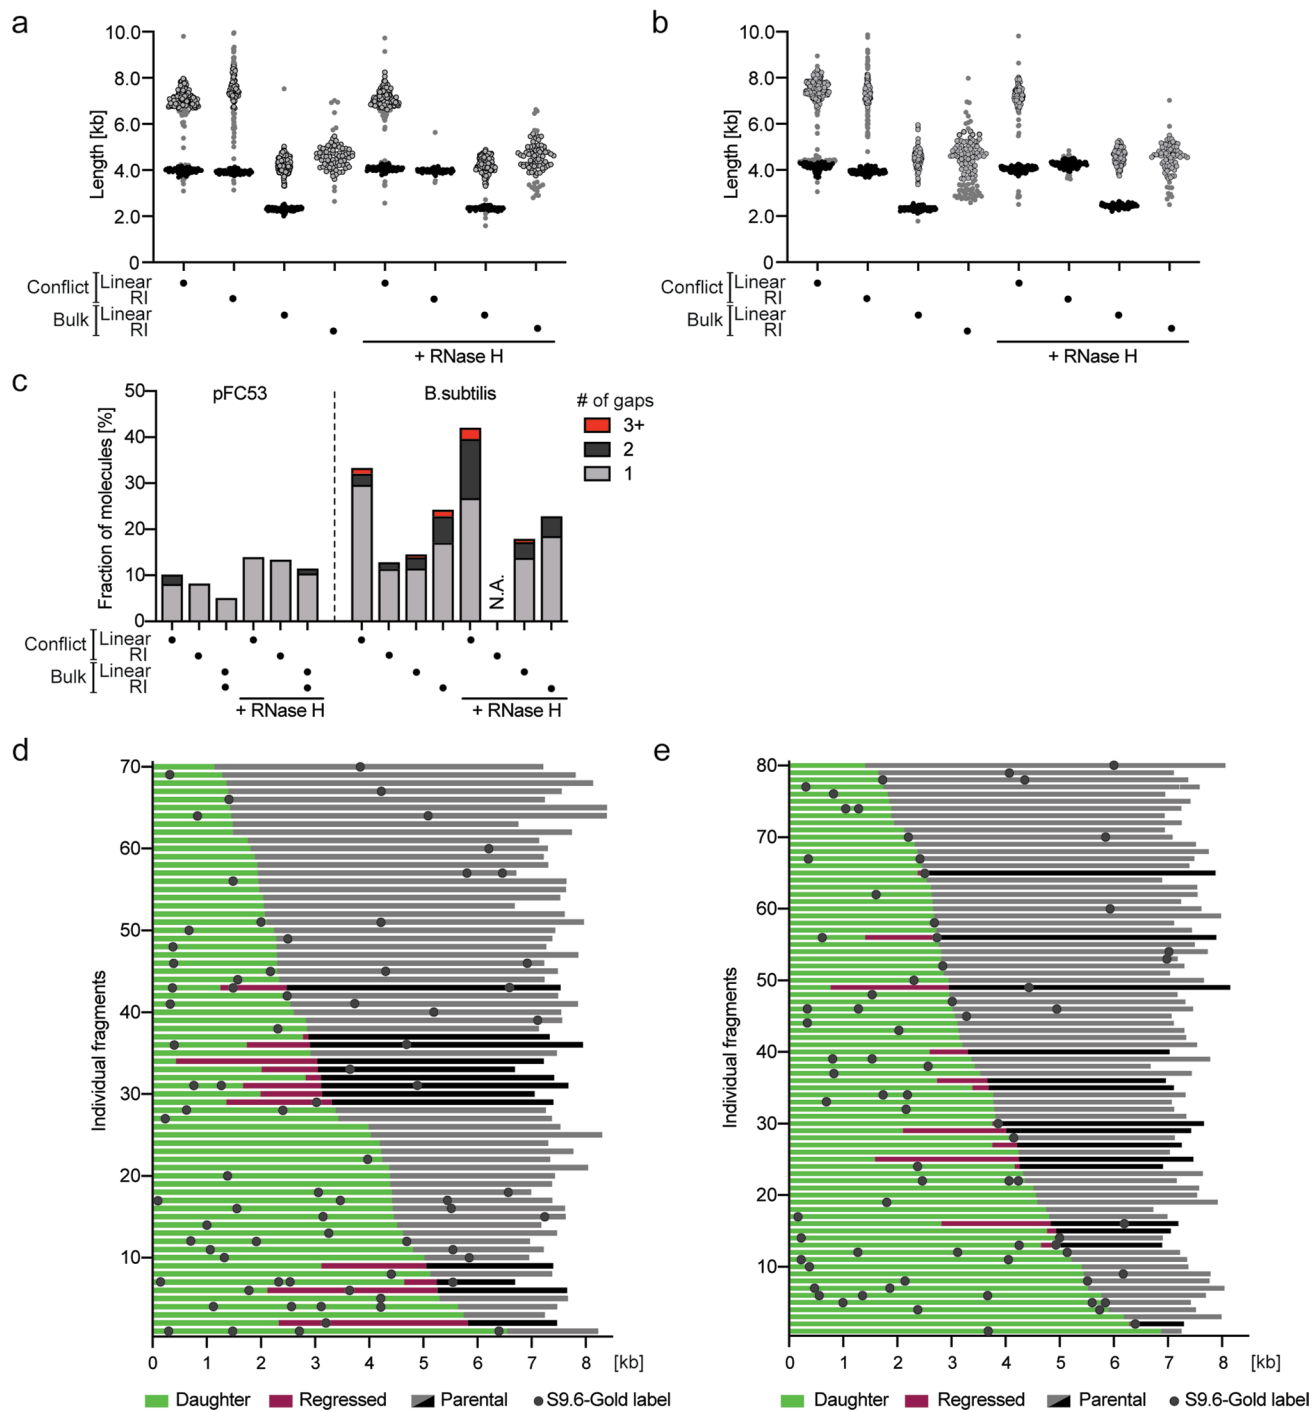 a
Length [kb]
10.0
8.0
6.0
4.0
2.0
0
Conflict
Linear
RI
Bulk
Linear
RI
+ RNase H
b
Length [kb]
10.0
8.0
6.0
4.0
2.0
0
Conflict
Linear
RI
Bulk
Linear
RI
+ RNase H
c
Fraction of molecules [%]
50
40
30
20
10
0
pFC53
B.subtilis
# of gaps
3+
2
1
N.A.
Conflict
Linear
RI
Bulk
Linear
RI
+ RNase H
+ RNase H
d
Individual fragments
70
60
50
40
30
20
10
0 1 2 3 4 5 6 7 8 [kb]
Daughter Regressed Parental S9.6-Gold label
e
Individual fragments
80
70
60
50
40
30
20
10
0 1 2 3 4 5 6 7 8 [kb]
Daughter Regressed Parental S9.6-Gold label